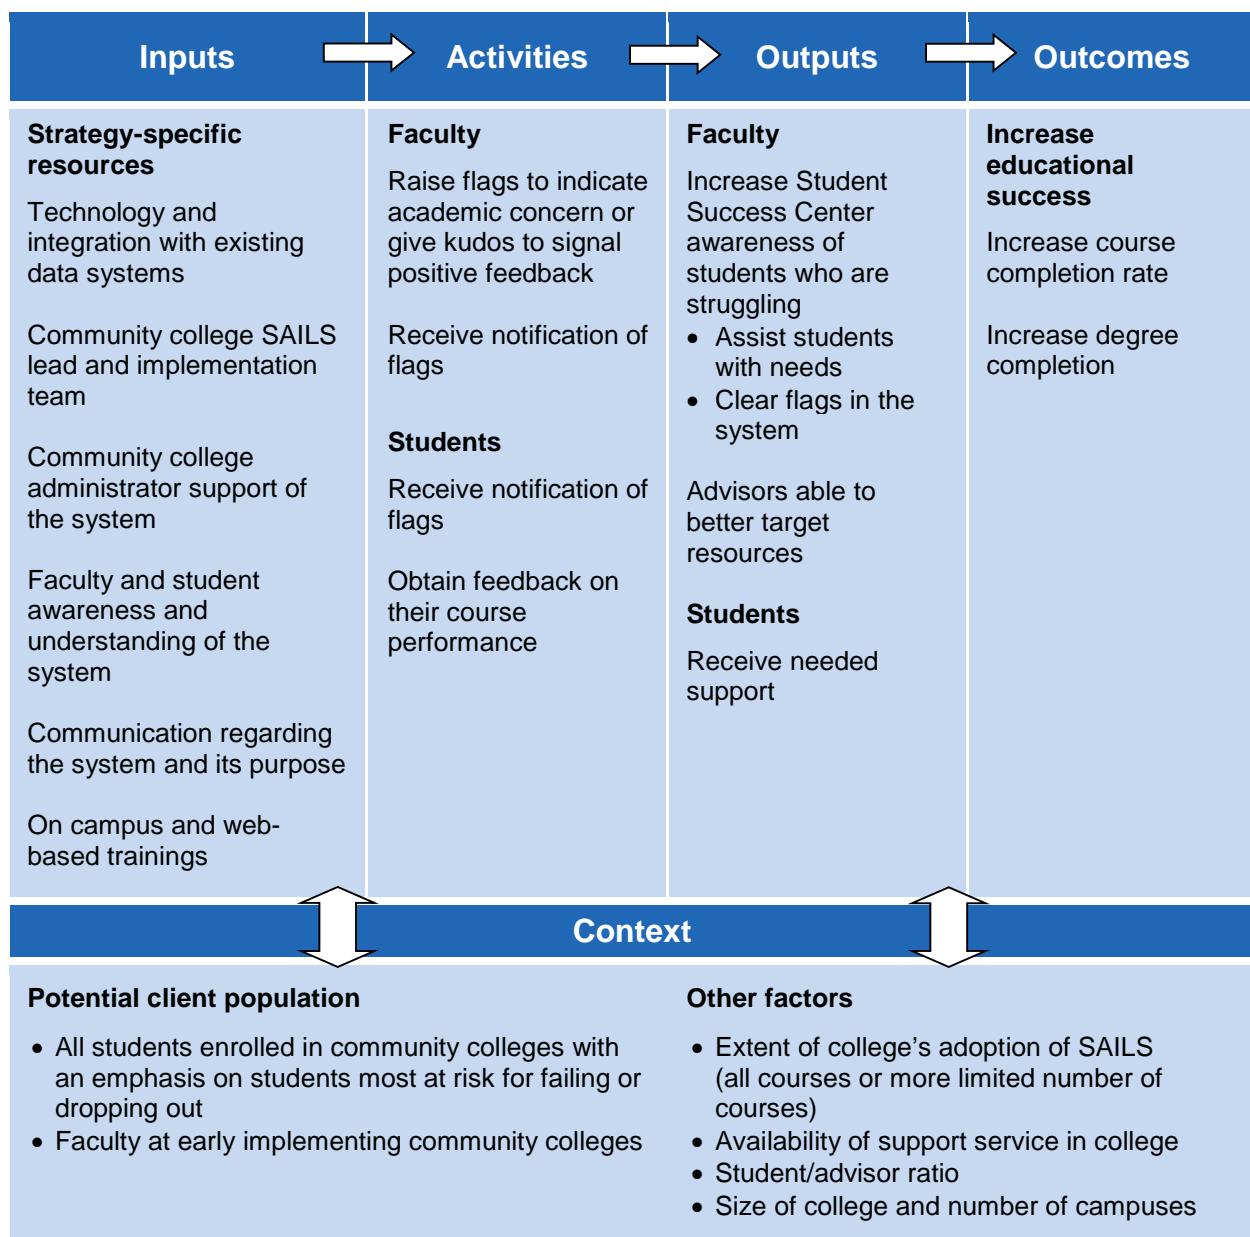 Inputs
Activities
Outputs
Outcomes
Strategy-specific
resources
Technology and
integration with existing
data systems
Community college SAILS
lead and implementation
team
Community college
administrator support of
the system
Faculty and student
awareness and
understanding of the
system
Communication regarding
the system and its purpose
On campus and web-
based trainings
Faculty
Raise flags to indicate
academic concern or
give kudos to signal
positive feedback
Receive notification of
flags
Students
Receive notification of
flags
Obtain feedback on
their course
performance
Faculty
Increase Student
Success Center
awareness of
students who are
struggling
• Assist students
with needs
• Clear flags in the
system
Advisors able to
better target
resources
Students
Receive needed
support
Increase
educational
success
Increase course
completion rate
Increase degree
completion
Context
Potential client population
• All students enrolled in community colleges with
an emphasis on students most at risk for failing or
dropping out
• Faculty at early implementing community colleges
Other factors
• Extent of college's adoption of SAILS
(all courses or more limited number of
courses)
• Availability of support service in college
• Student/advisor ratio
• Size of college and number of campuses